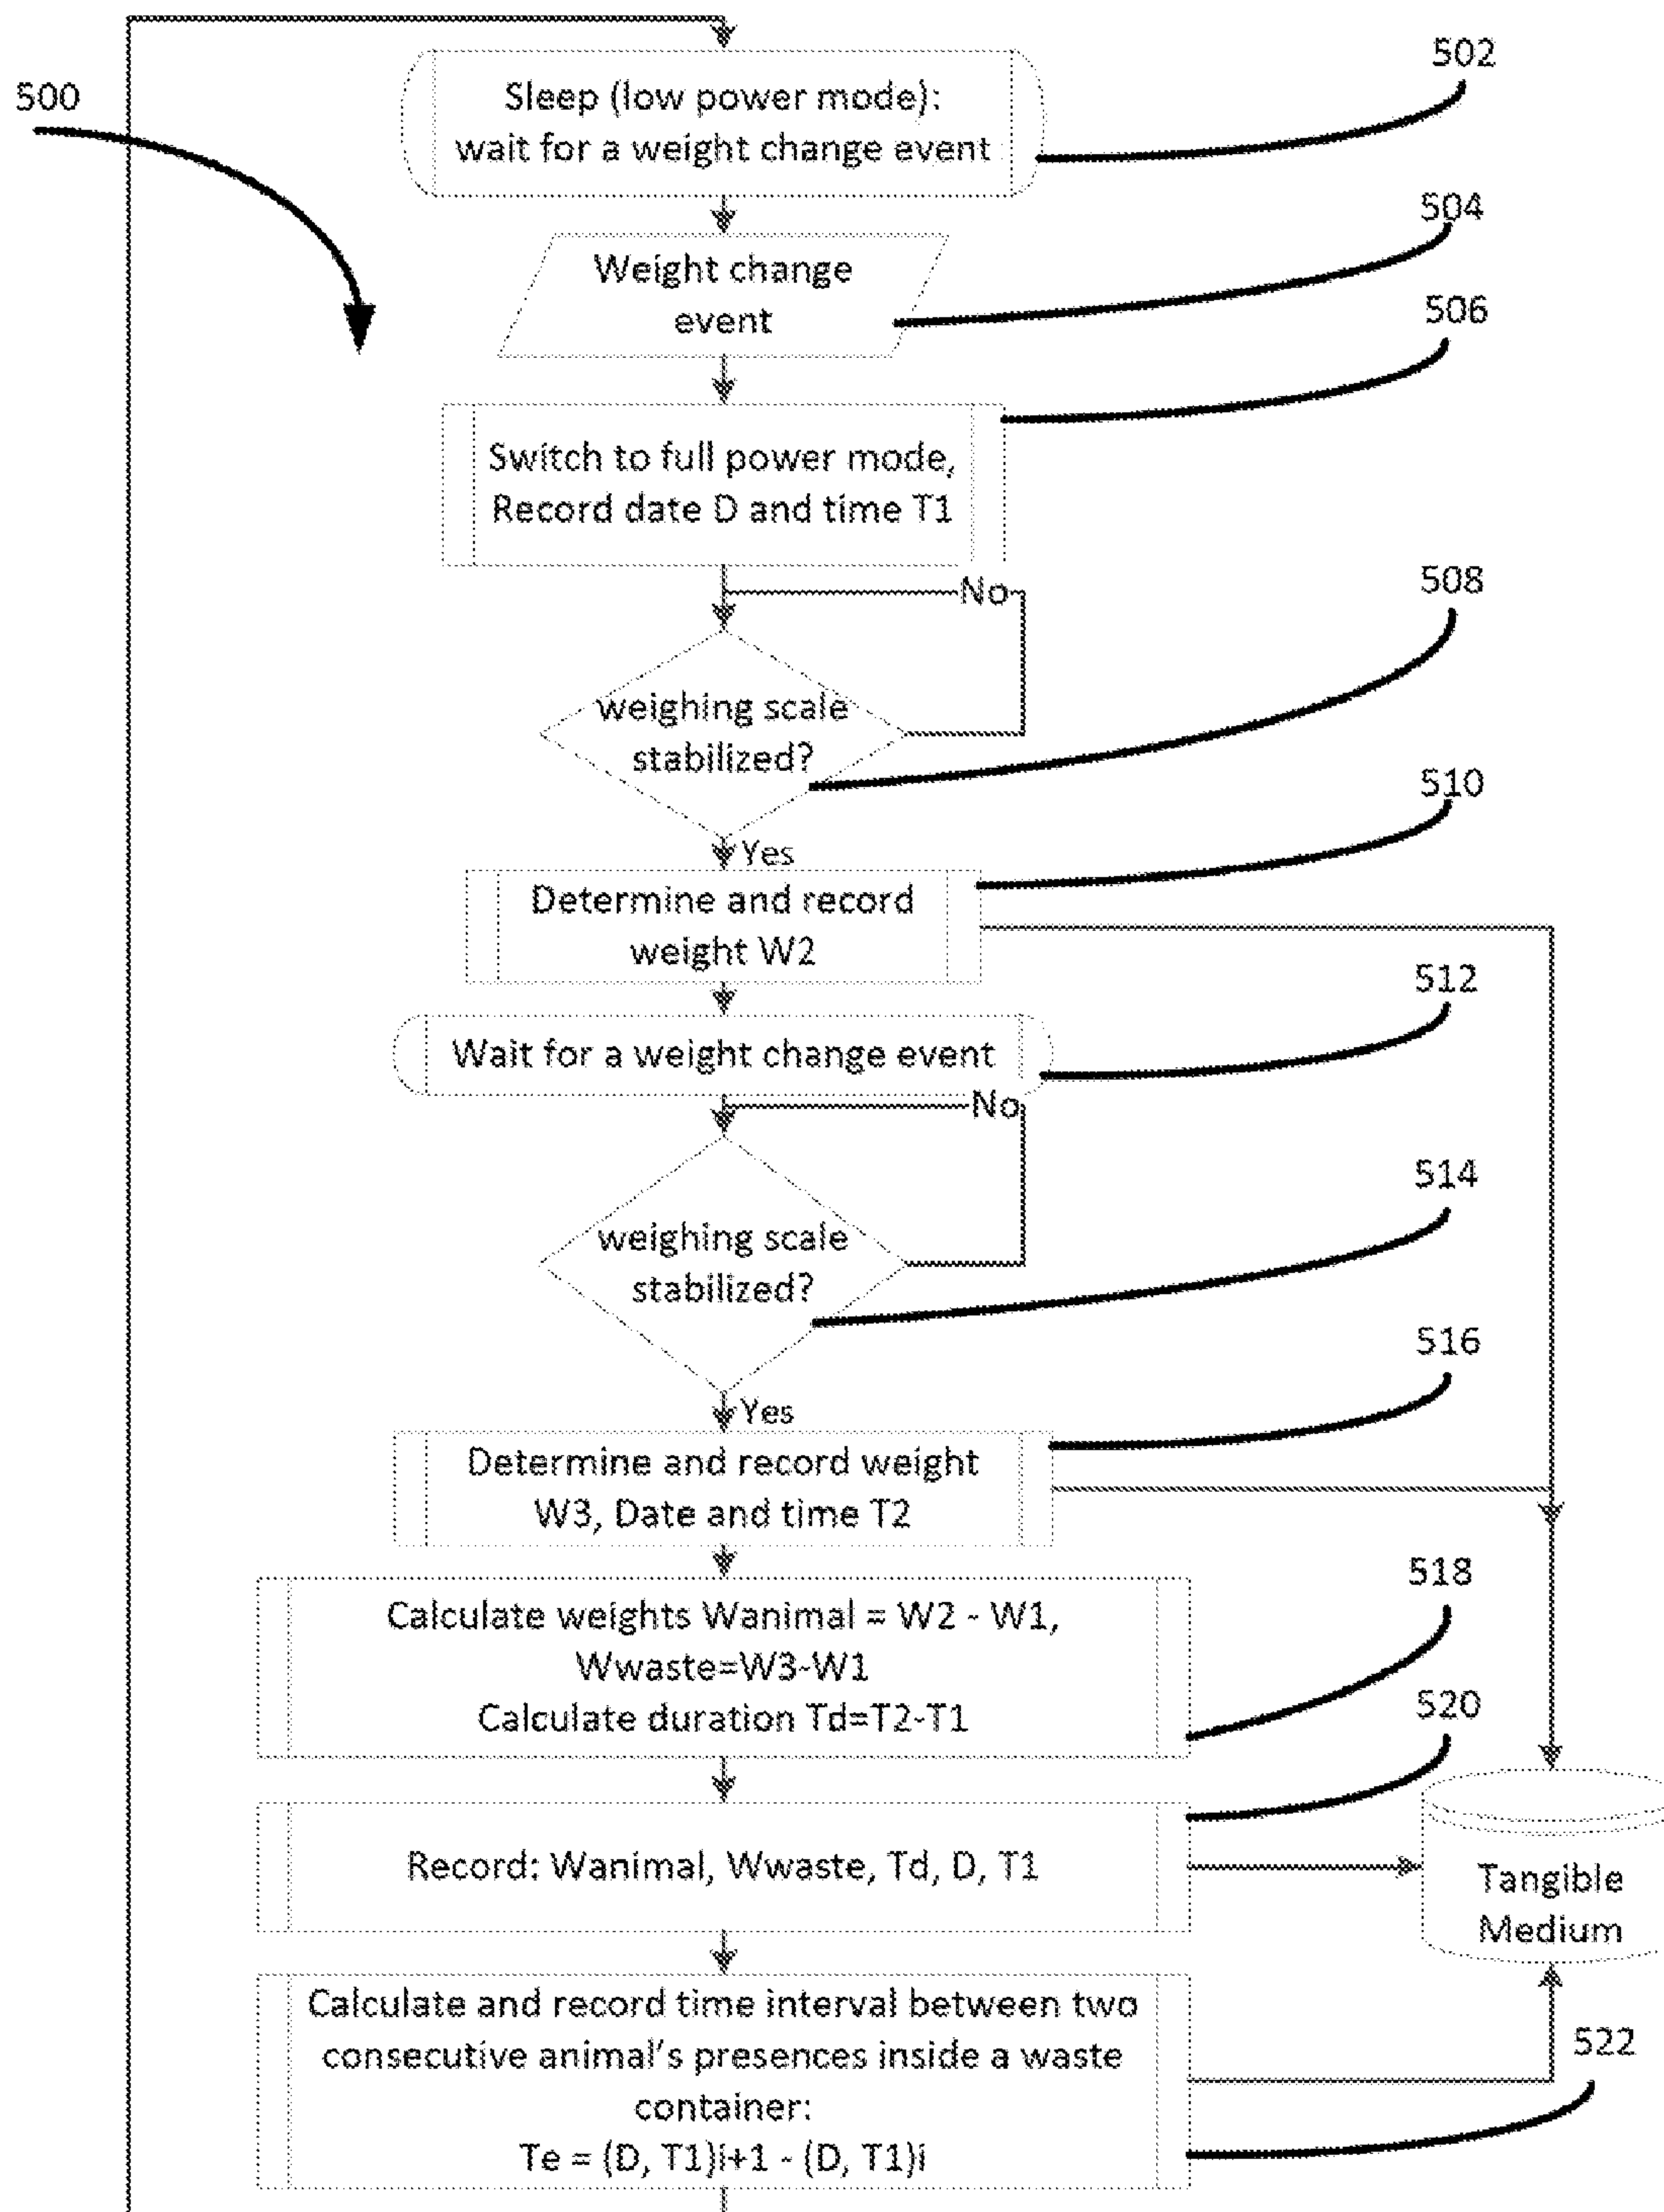 500
502
Sleep (low power mode):
wait for a weight change event
504
Weight change
event
506
Switch to full power mode,
Record date D and time T1
No
508
weighing scale
stabilized?
Yes
510
Determine and record
weight W2
512
Wait for a weight change event
No
514
weighing scale
stabilized?
Yes
516
Determine and record weight
W3, Date and time T2
518
Calculate weights Wanimal = W2 - W1,
Wwaste=W3-W1
Calculate duration Td=T2-T1
520
Record: Wanimal, Wwaste, Td, D, T1
Tangible
Medium
Calculate and record time interval between two
consecutive animal's presences inside a waste
container:
Te = (D, T1)i+1 - (D, T1)i
522